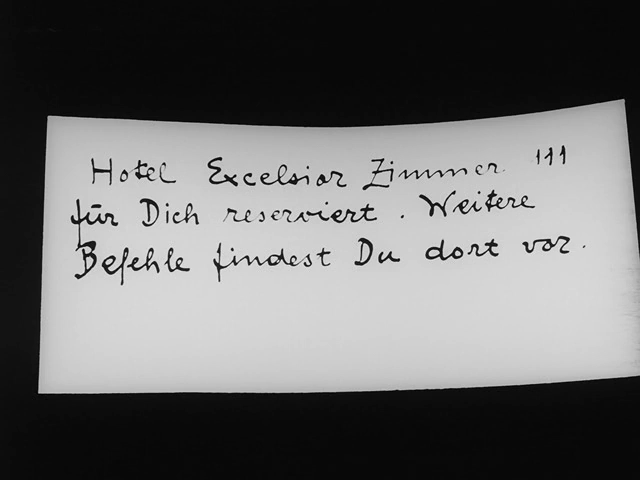 Hotel Excelsior Zimmer 111
für Dich reserviert. Weitere
Befehle findest Du dort vor.